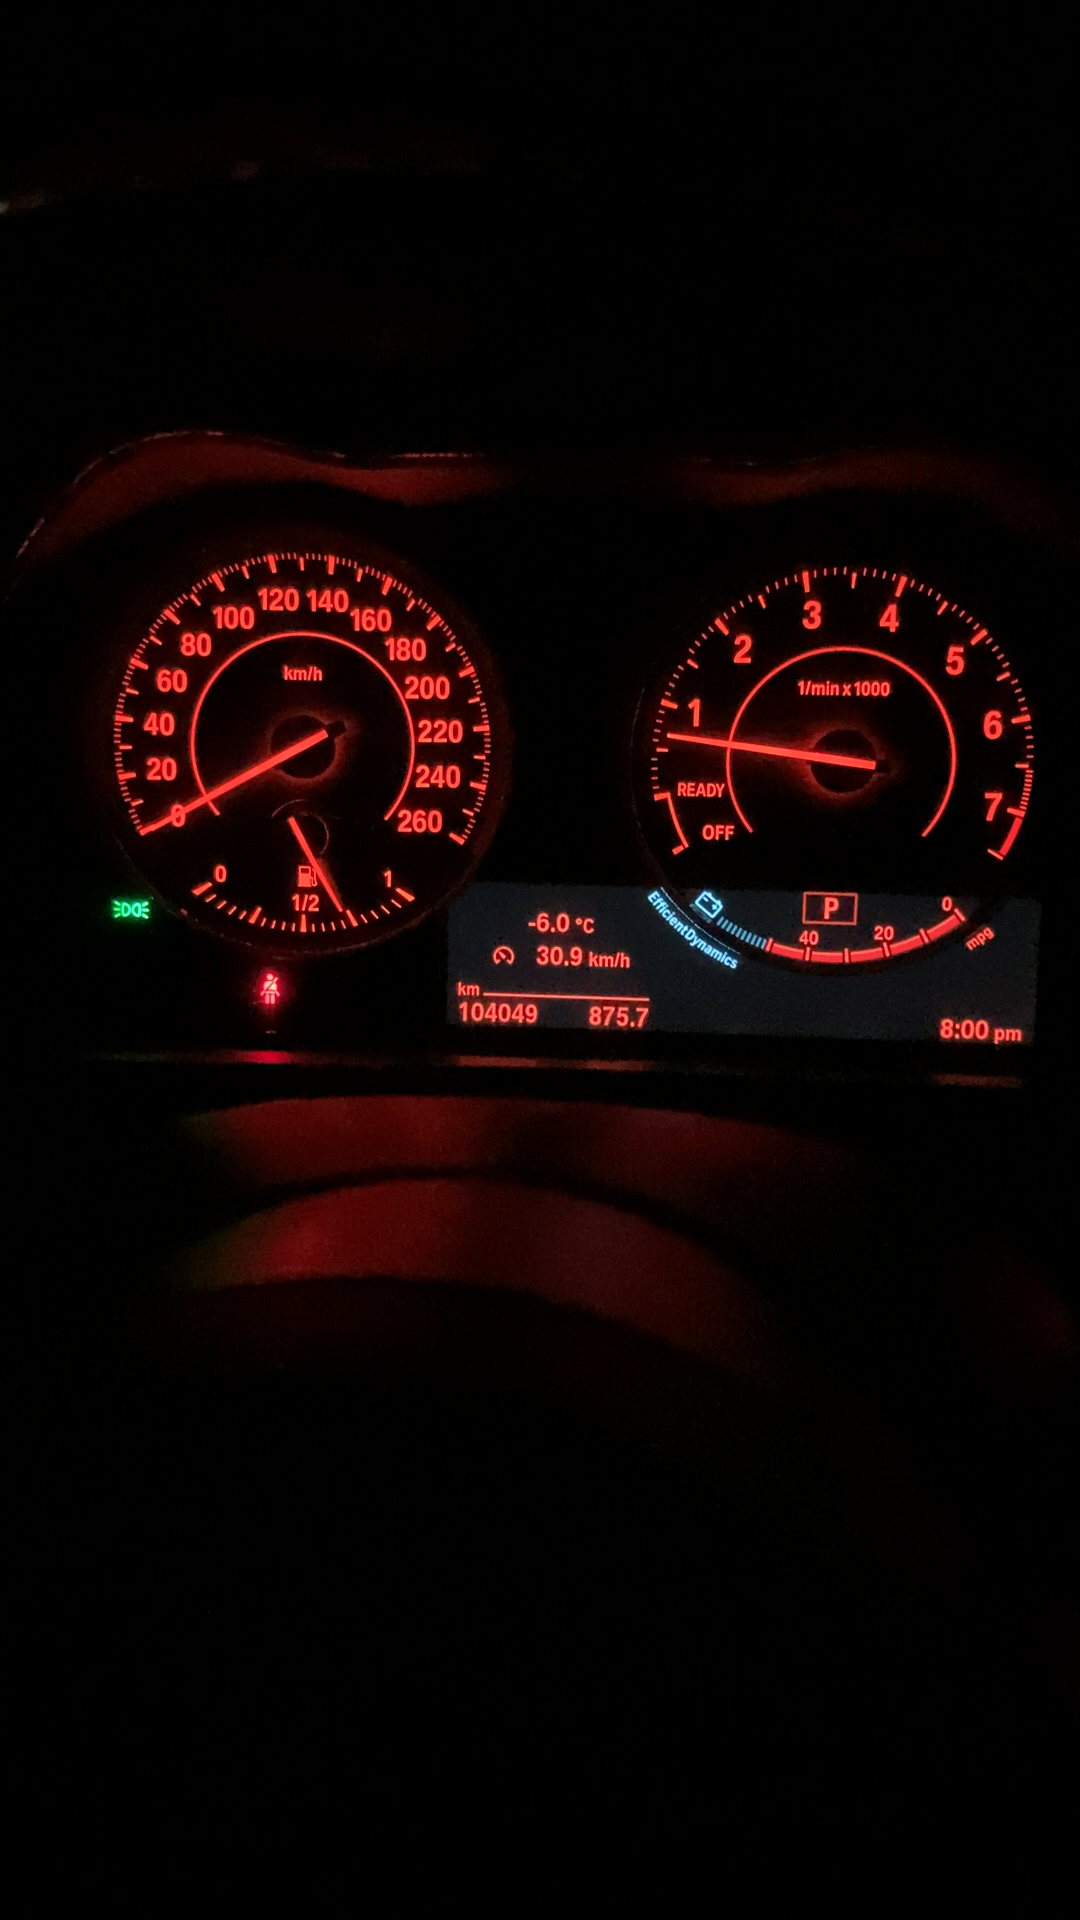 0
20
40
60
80
100
120
140
160
180
200
220
240
260
km/h
0
1/2
1
1
2
3
4
5
6
7
1/min x 1000
READY
OFF
-6.0 °C
30.9 km/h
km
104049 875.7
EfficientDynamics
P
40
20
0
mpg
8:00 pm